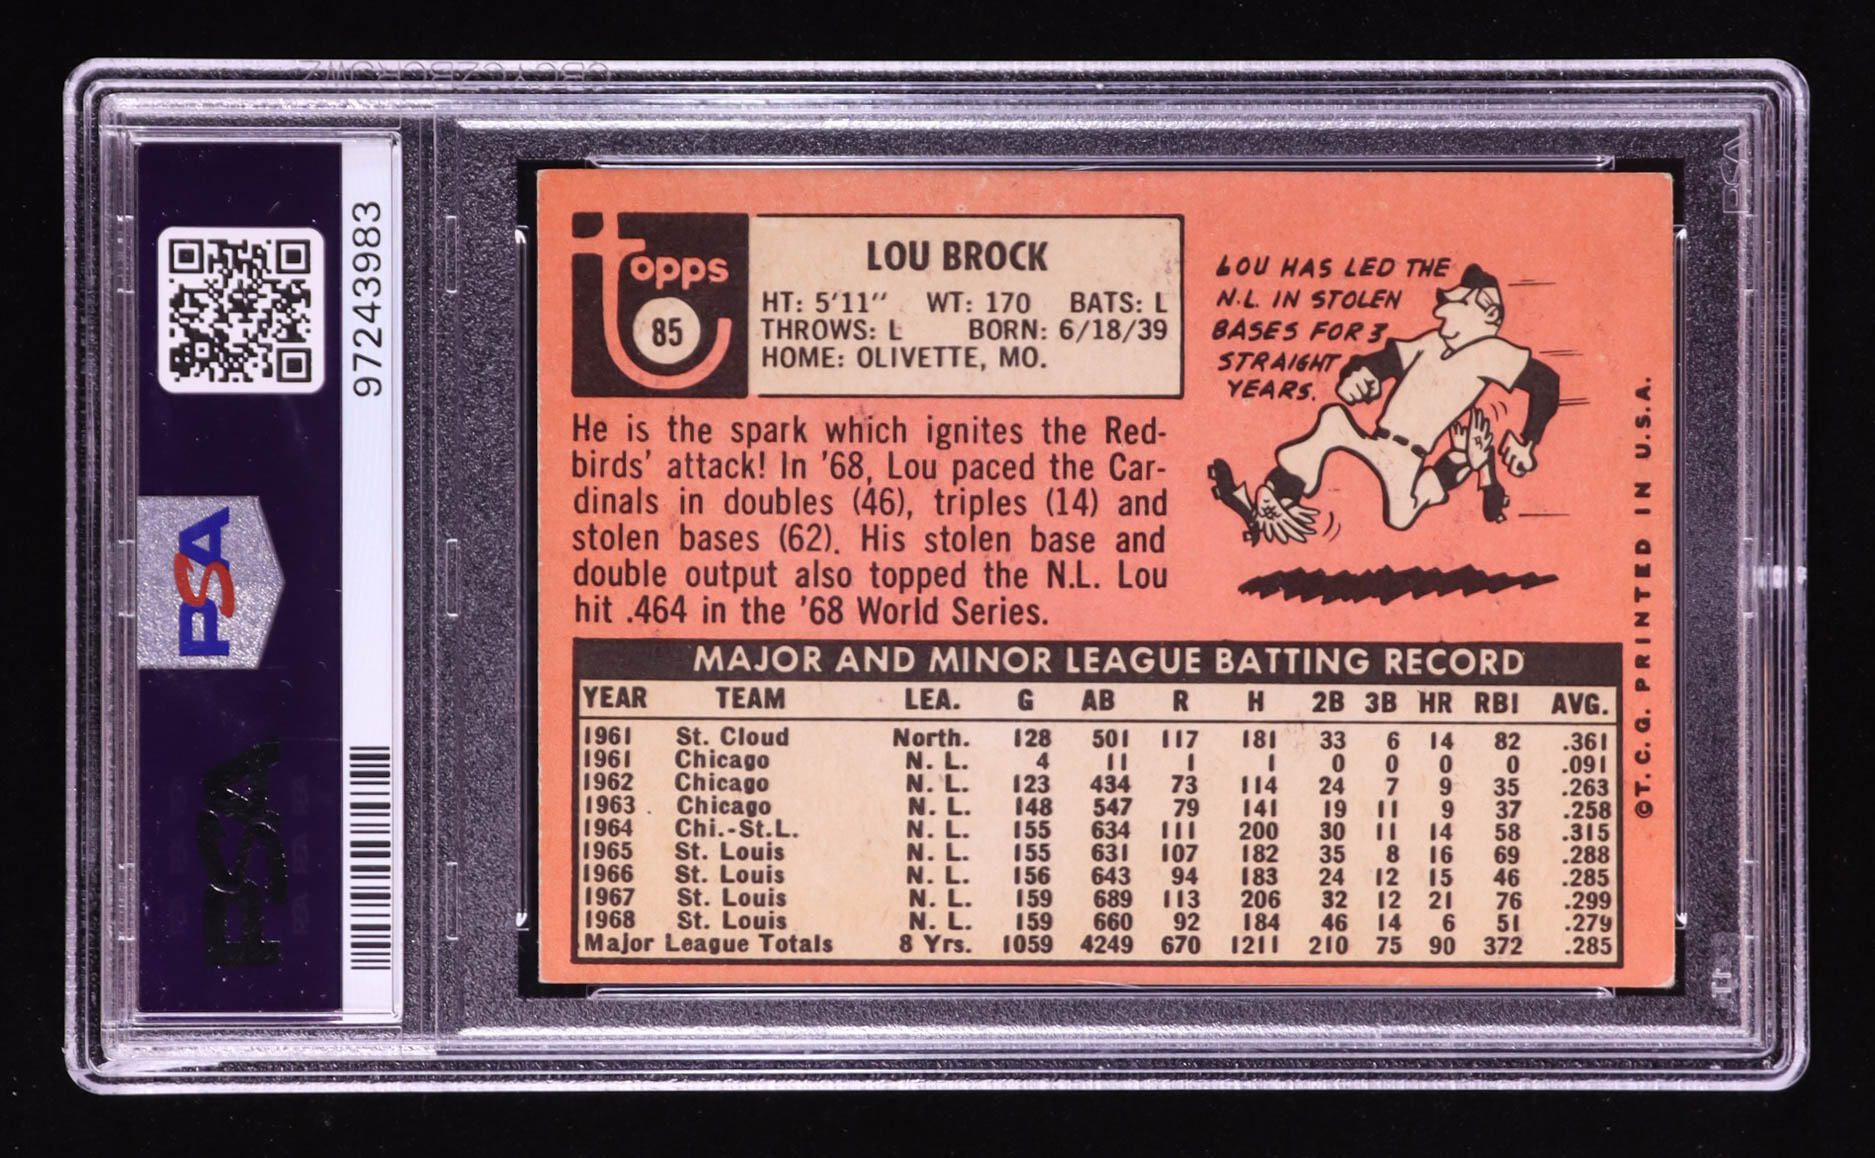 97243983
PSA
PSA
topps
85
LOU BROCK
HT: 5'11" WT: 170 BATS: L
THROWS: L BORN: 6/18/39
HOME: OLIVETTE, MO.
LOU HAS LED THE
N.L. IN STOLEN
BASES FOR 3
STRAIGHT
YEARS.
He is the spark which ignites the Red-
birds' attack! In '68, Lou paced the Car-
dinals in doubles (46), triples (14) and
stolen bases (62). His stolen base and
double output also topped the N.L. Lou
hit .464 in the '68 World Series.
MAJOR AND MINOR LEAGUE BATTING RECORD
YEAR TEAM LEA. G AB R H 2B 3B HR RBI AVG.
1961 St. Cloud North. 128 501 117 181 33 6 14 82 .361
1961 Chicago N. L. 4 11 1 1 0 0 0 0 .091
1962 Chicago N. L. 123 434 73 114 24 7 9 35 .263
1963 Chicago N. L. 148 547 79 141 19 11 9 37 .258
1964 Chi.-St.L. N. L. 155 634 111 200 30 11 14 58 .315
1965 St. Louis N. L. 155 631 107 182 35 8 16 69 .288
1966 St. Louis N. L. 156 643 94 183 24 12 15 46 .285
1967 St. Louis N. L. 159 689 113 206 32 12 21 76 .299
1968 St. Louis N. L. 159 660 92 184 46 14 6 51 .279
Major League Totals 8 Yrs. 1059 4249 670 1211 210 75 90 372 .285
©T.C.G. PRINTED IN U.S.A.
PSA